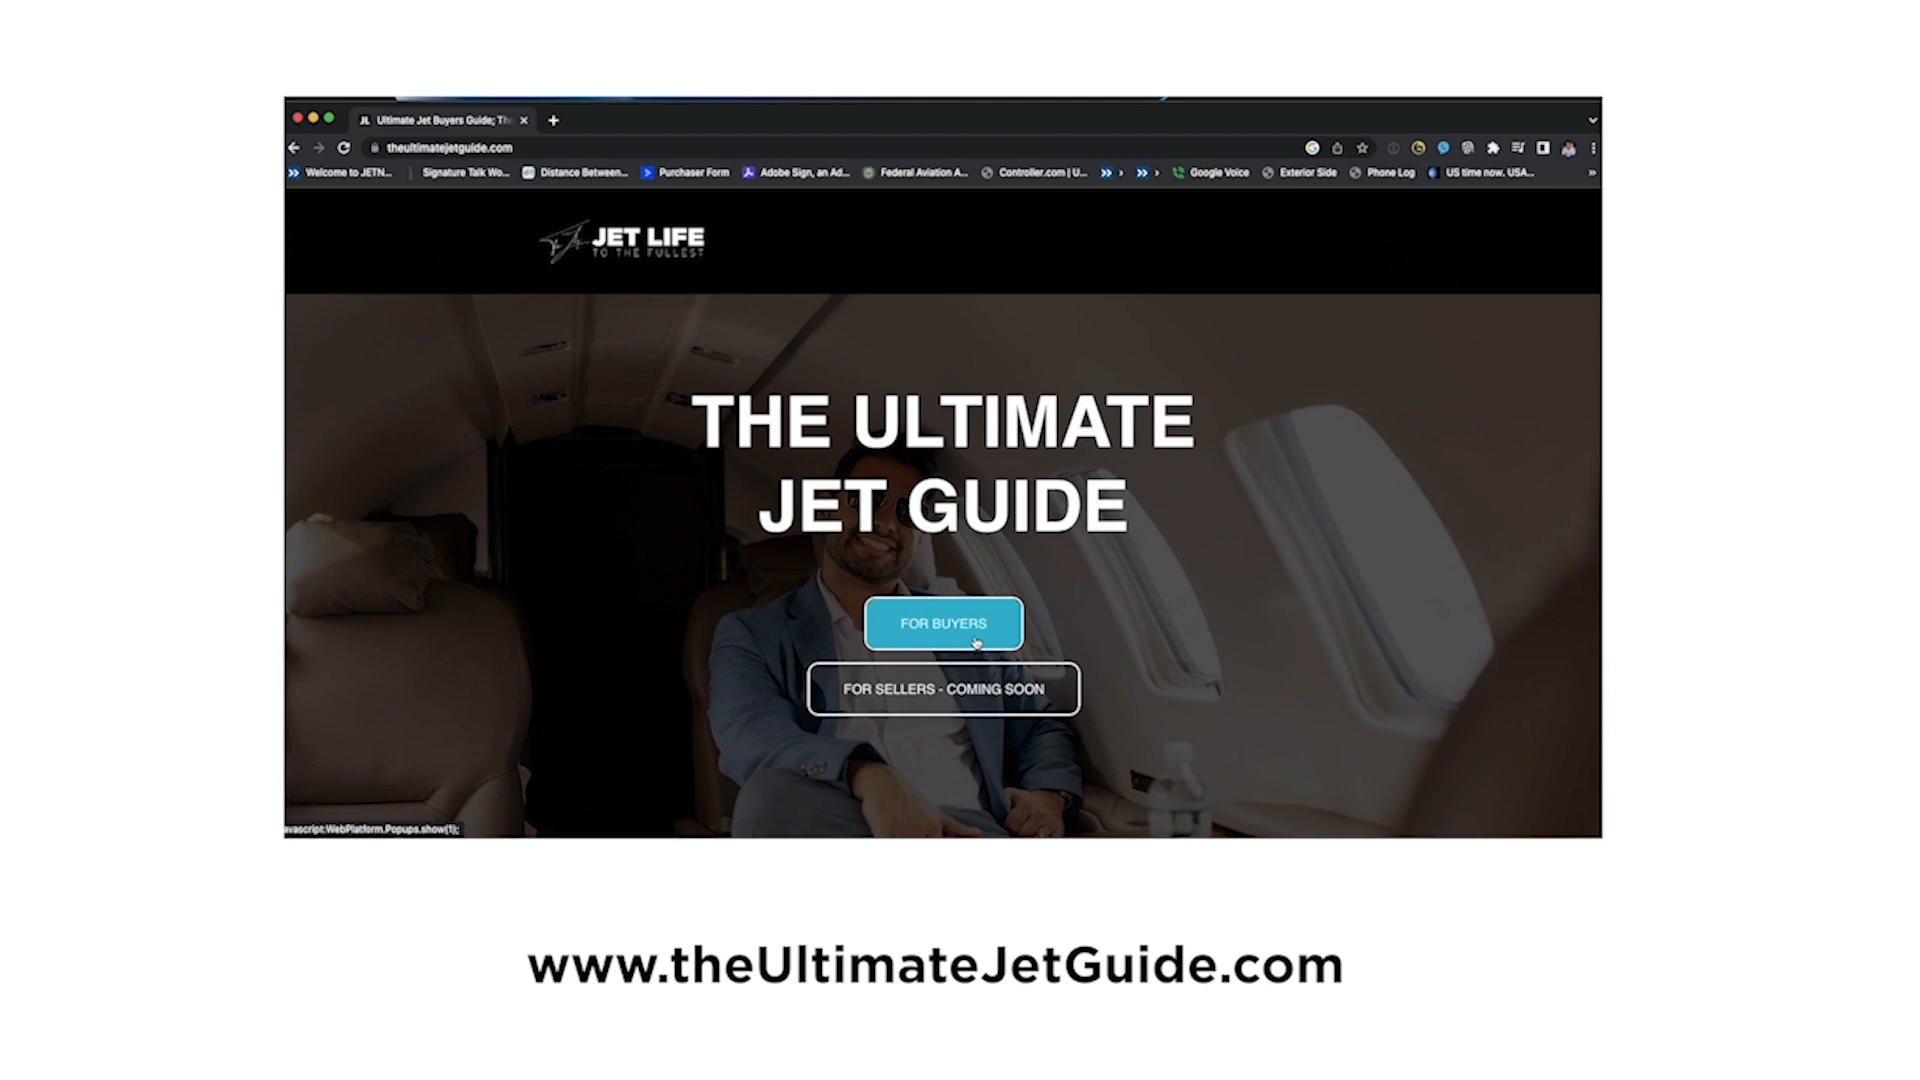 JL Ultimate Jet Buyers Guide; Th
theultimatejetguide.com
Welcome to JETN... Signature Talk Wo... Distance Between... Purchaser Form Adobe Sign, an Ad... Federal Aviation A... Controller.com | U... Google Voice Exterior Side Phone Log US time now. USA...
JET LIFE
TO THE FULLEST
THE ULTIMATE
JET GUIDE
FOR BUYERS
FOR SELLERS - COMING SOON
avascript:WebPlatform.Popups.show(1);
www.theUltimateJetGuide.com